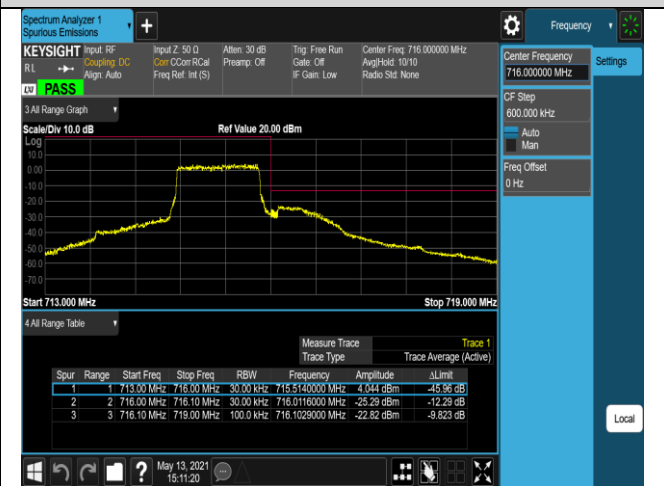 Spectrum Analyzer 1
Spurious Emissions
Frequency
KEYSIGHT
RL
Input: RF
Coupling: DC
Align: Auto
Input Z: 50 Ω
Corr CCorr RCal
Freq Ref: Int (S)
Atten: 30 dB
Preamp: Off
Trig: Free Run
Gate: Off
IF Gain: Low
Center Freq: 716.000000 MHz
Avg|Hold: 10/10
Radio Std: None
LXI PASS
3 All Range Graph
Scale/Div 10.0 dB
Ref Value 20.00 dBm
Log
10.0
0.00
-10.0
-20.0
-30.0
-40.0
-50.0
-60.0
-70.0
Start 713.000 MHz
Stop 719.000 MHz
4 All Range Table
Measure Trace Trace 1
Trace Type Trace Average (Active)
Spur Range Start Freq Stop Freq RBW Frequency Amplitude ΔLimit
1 1 713.00 MHz 716.00 MHz 30.00 kHz 715.5140000 MHz 4.044 dBm -45.96 dB
2 2 716.00 MHz 716.10 MHz 30.00 kHz 716.0116000 MHz -25.29 dBm -12.29 dB
3 3 716.10 MHz 719.00 MHz 100.0 kHz 716.1029000 MHz -22.82 dBm -9.823 dB
Center Frequency
716.000000 MHz
Settings
CF Step
600.000 kHz
Auto
Man
Freq Offset
0 Hz
Local
?
May 13, 2021
15:11:20